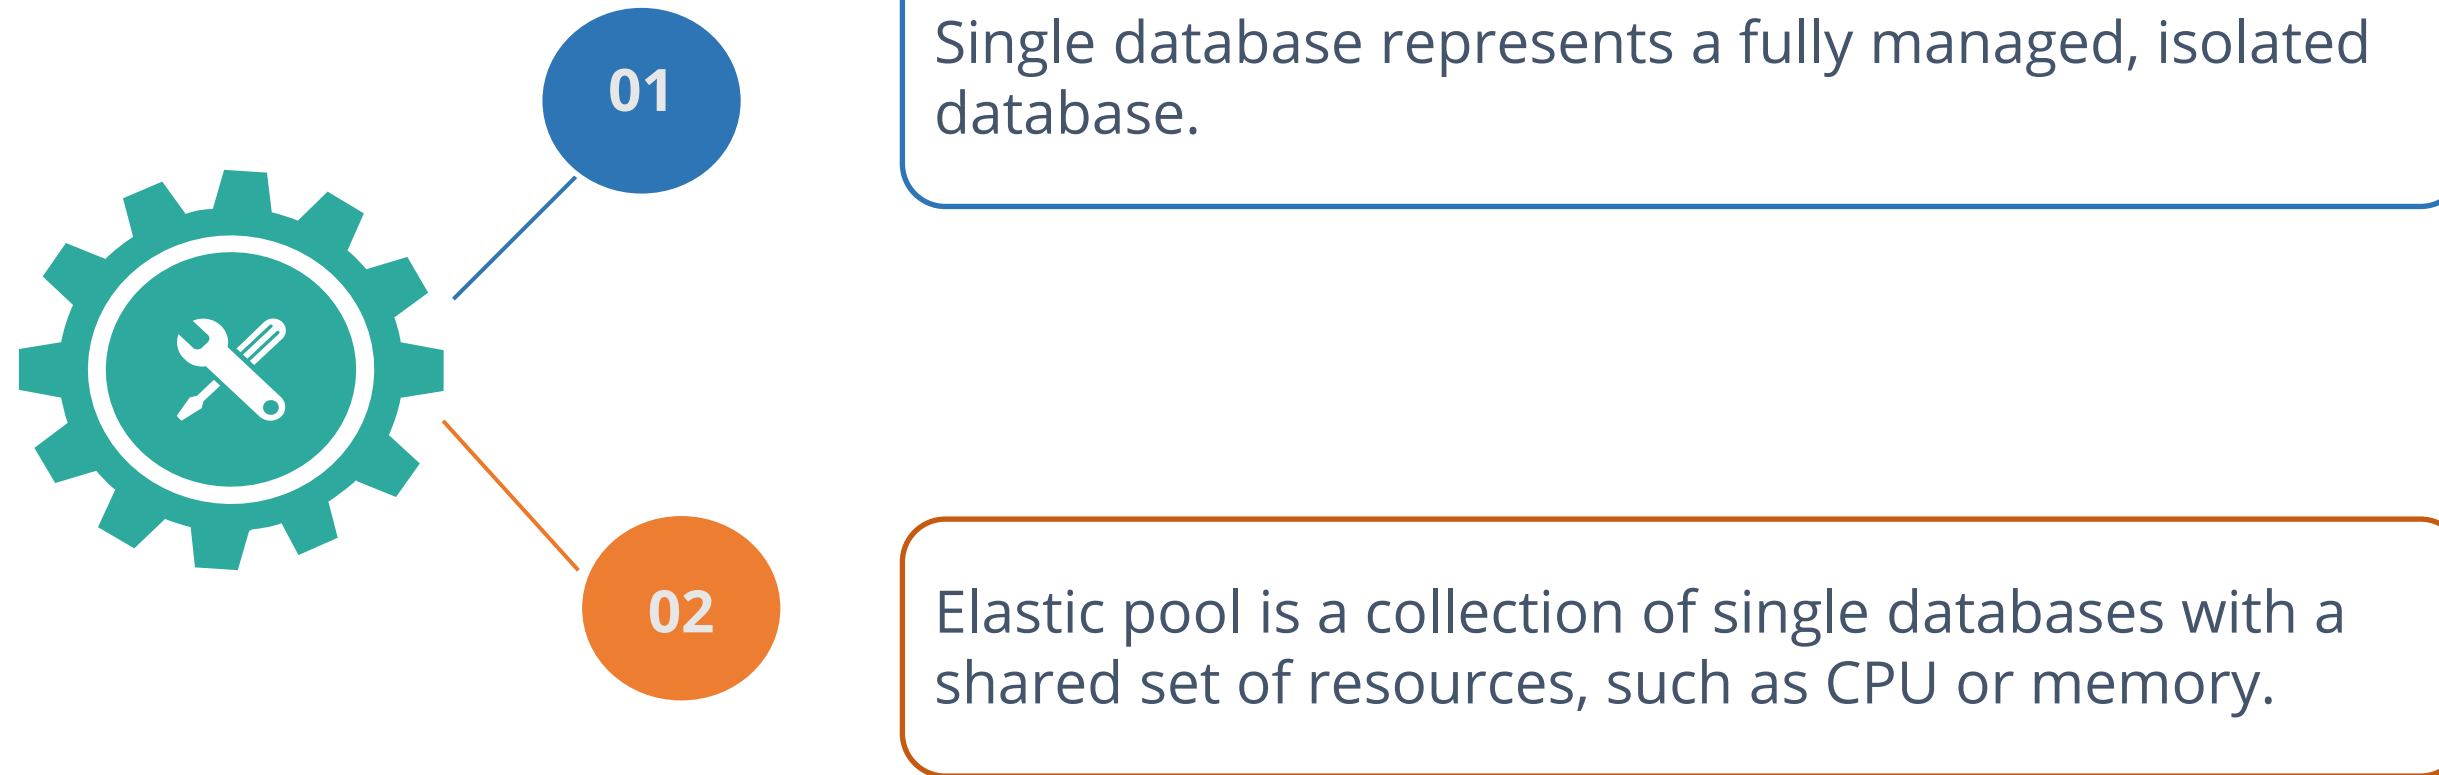 01
Single database represents a fully managed, isolated
database.
02
Elastic pool is a collection of single databases with a
shared set of resources, such as CPU or memory.